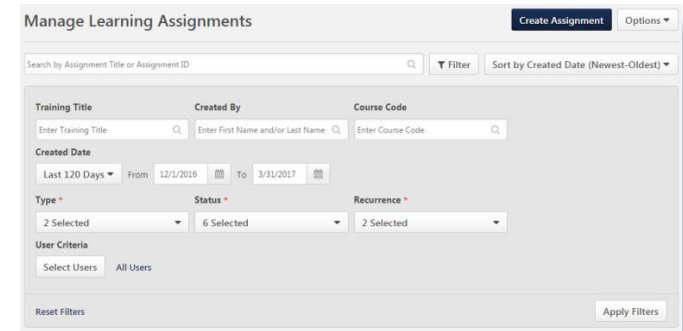 Manage Learning Assignments Create Assignment Options
Search by Assignment Title or Assignment ID Filter Sort by Created Date (Newest-Oldest)
Training Title Created By Course Code
Enter Training Title Enter First Name and/or Last Name Enter Course Code
Created Date
Last 120 Days From 12/1/2016 To 3/31/2017
Type * Status * Recurrence *
2 Selected 6 Selected 2 Selected
User Criteria
Select Users All Users
Reset Filters Apply Filters